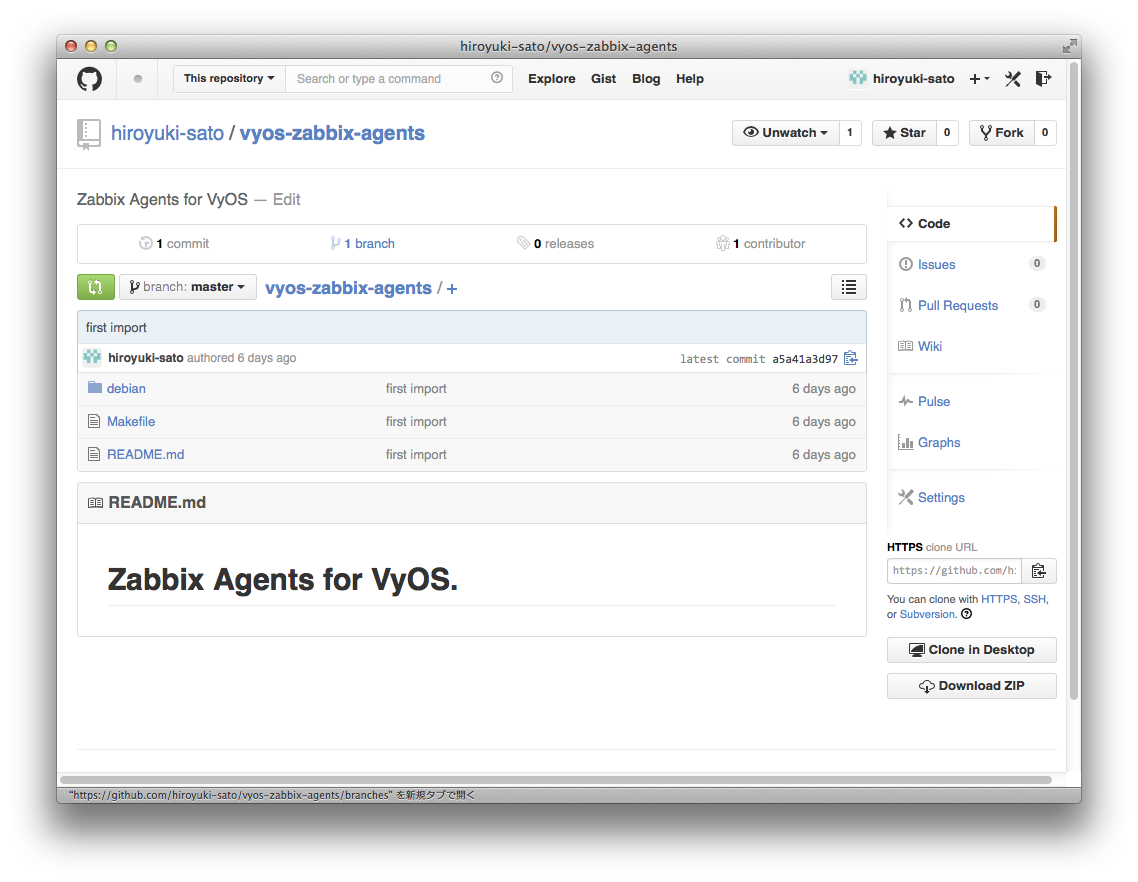 hiroyuki-sato/vyos-zabbix-agents
This repository Search or type a command Explore Gist Blog Help hiroyuki-sato
hiroyuki-sato / vyos-zabbix-agents Unwatch 1 Star 0 Fork 0
Zabbix Agents for VyOS — Edit
1 commit 1 branch 0 releases 1 contributor
branch: master vyos-zabbix-agents / +
first import
hiroyuki-sato authored 6 days ago latest commit a5a41a3d97
debian first import 6 days ago
Makefile first import 6 days ago
README.md first import 6 days ago
README.md
Zabbix Agents for VyOS.
Code
Issues 0
Pull Requests 0
Wiki
Pulse
Graphs
Settings
HTTPS clone URL
https://github.com/h:
You can clone with HTTPS, SSH,
or Subversion.
Clone in Desktop
Download ZIP
"https://github.com/hiroyuki-sato/vyos-zabbix-agents/branches" を新規タブで開く